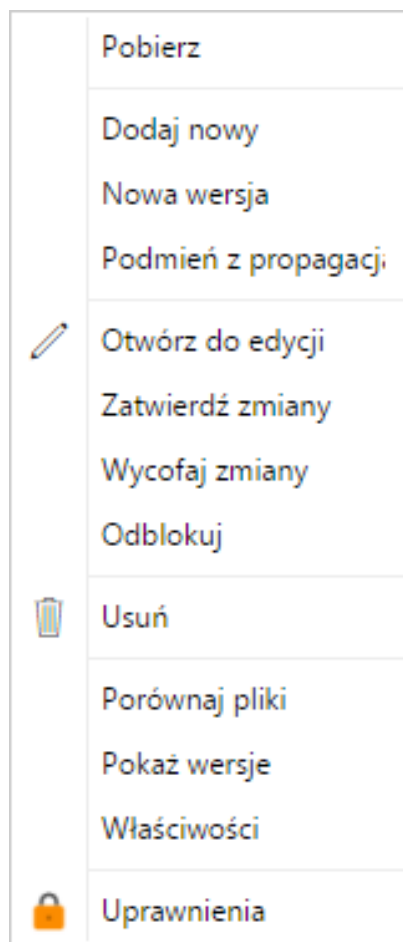 Pobierz
Dodaj nowy
Nowa wersja
Podmień z propagacj
Otwórz do edycji
Zatwierdź zmiany
Wycofaj zmiany
Odblokuj
Usuń
Porównaj pliki
Pokaż wersje
Właściwości
Uprawnienia